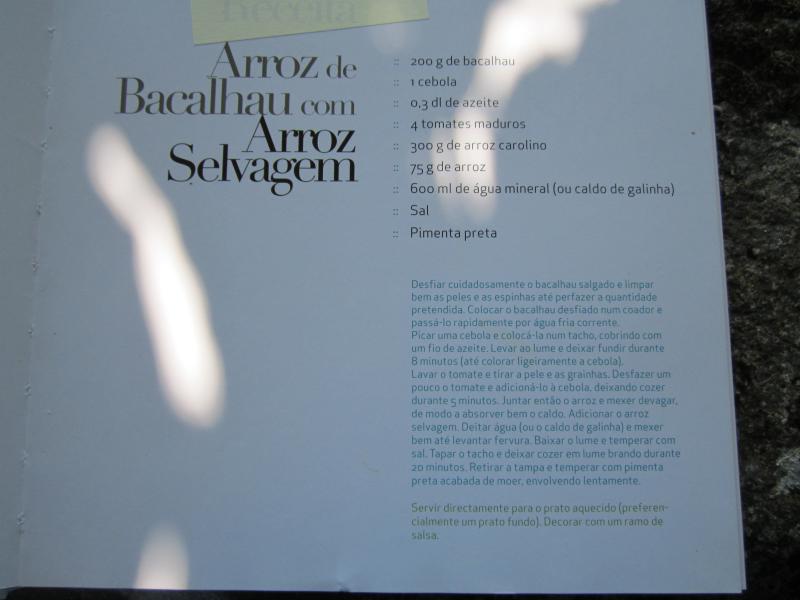 Receita
Arroz de
Bacalhau com
Arroz
Selvagem
:: 200 g de bacalhau
:: 1 cebola
:: 0,3 dl de azeite
:: 4 tomates maduros
:: 300 g de arroz carolino
:: 75 g de arroz
:: 600 ml de água mineral (ou caldo de galinha)
:: Sal
:: Pimenta preta
Desfiar cuidadosamente o bacalhau salgado e limpar
bem as peles e as espinhas até perfazer a quantidade
pretendida. Colocar o bacalhau desfiado num coador e
passá-lo rapidamente por água fria corrente.
Picar uma cebola e colocá-la num tacho, cobrindo com
um fio de azeite. Levar ao lume e deixar fundir durante
8 minutos (até colorar ligeiramente a cebola).
Lavar o tomate e tirar a pele e as grainhas. Desfazer um
pouco o tomate e adicioná-lo à cebola, deixando cozer
durante 5 minutos. Juntar então o arroz e mexer devagar,
de modo a absorver bem o caldo. Adicionar o arroz
selvagem. Deitar água (ou o caldo de galinha) e mexer
bem até levantar fervura. Baixar o lume e temperar com
sal. Tapar o tacho e deixar cozer em lume brando durante
20 minutos. Retirar a tampa e temperar com pimenta
preta acabada de moer, envolvendo lentamente.
Servir directamente para o prato aquecido (preferen-
cialmente um prato fundo). Decorar com um ramo de
salsa.